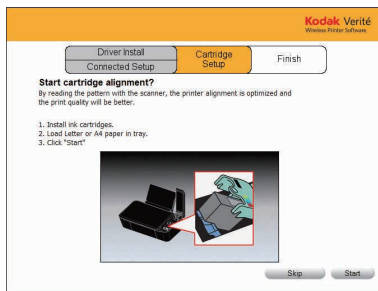 Kodak Verité
Wireless Printer Software
Driver Install
Connected Setup
Cartridge
Setup
Finish
Start cartridge alignment?
By reading the pattern with the scanner, the printer alignment is optimized and
the print quality will be better.
1. Install ink cartridges.
2. Load Letter or A4 paper in tray.
3. Click "Start"
Skip
Start